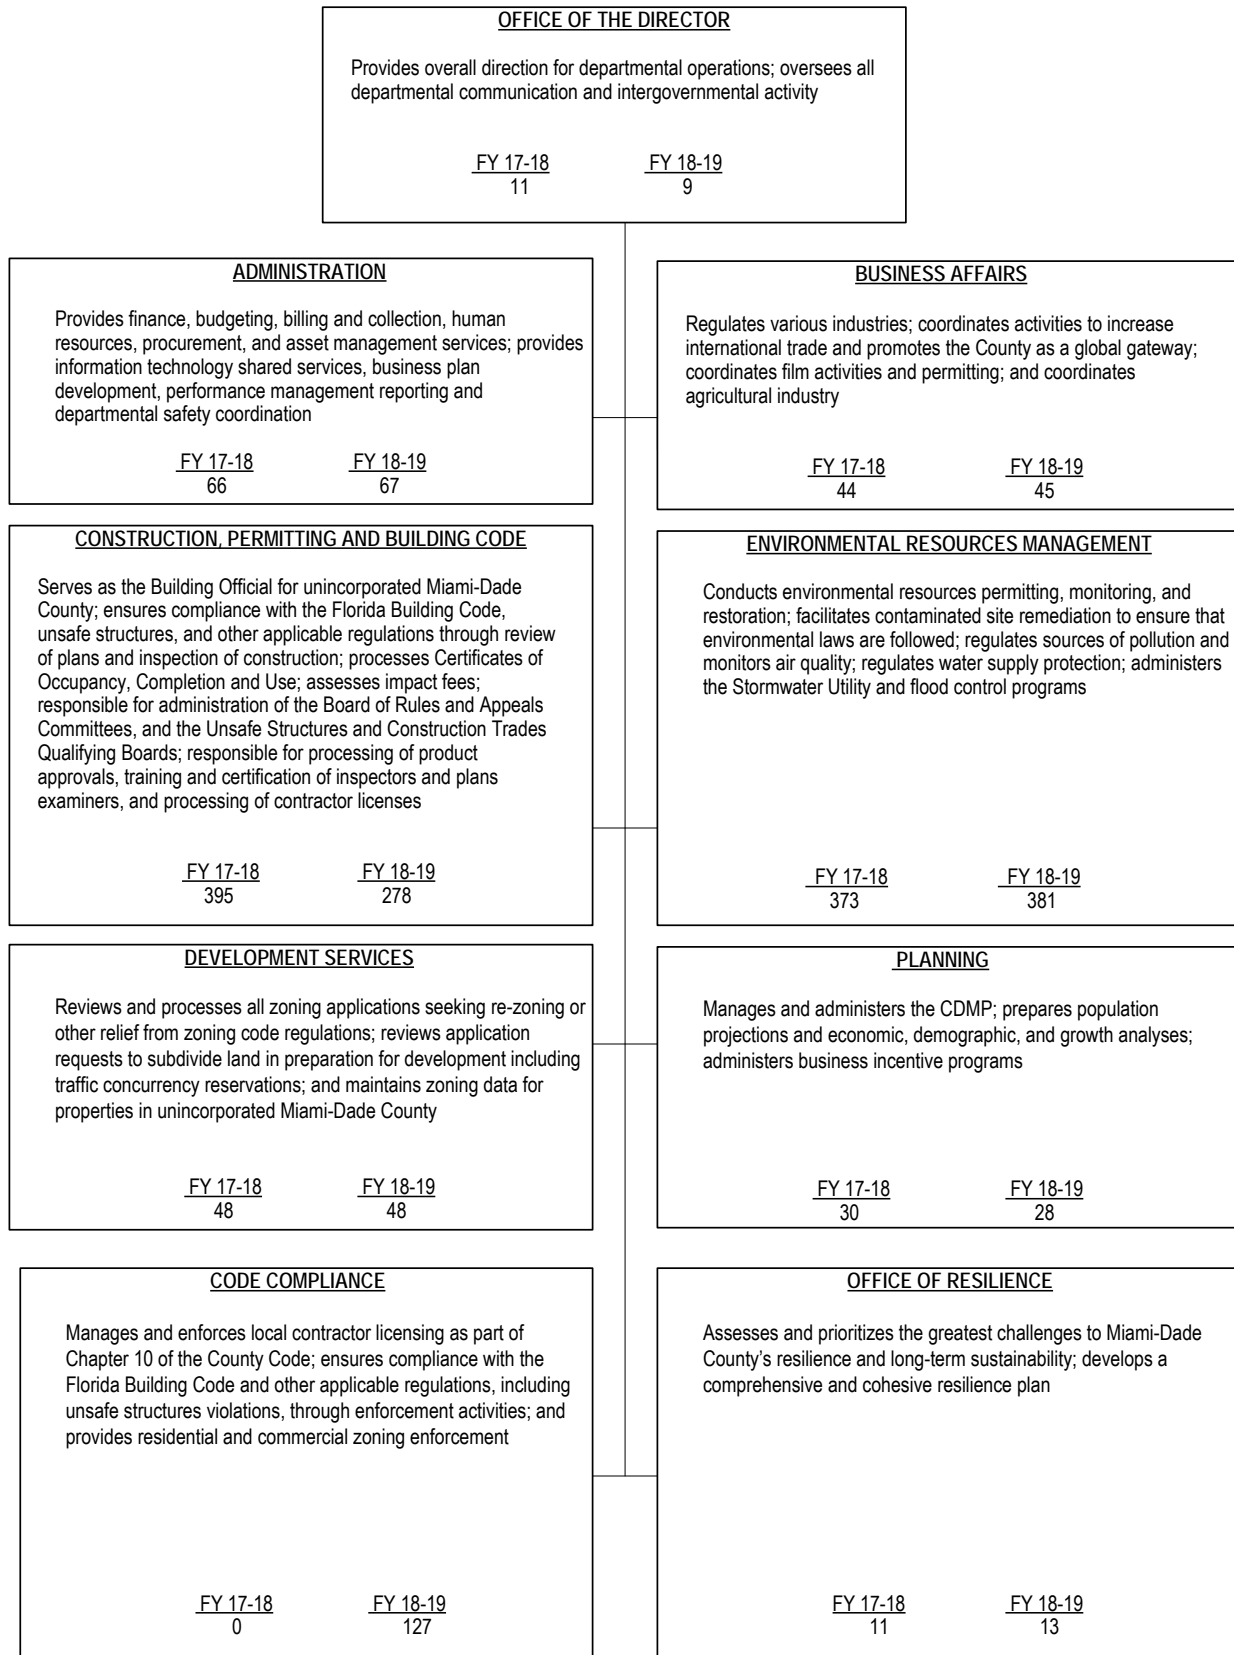 OFFICE OF THE DIRECTOR
Provides overall direction for departmental operations; oversees all
departmental communication and intergovernmental activity
FY 17-18 FY 18-19
11 9
ADMINISTRATION
Provides finance, budgeting, billing and collection, human
resources, procurement, and asset management services; provides
information technology shared services, business plan
development, performance management reporting and
departmental safety coordination
FY 17-18 FY 18-19
66 67
BUSINESS AFFAIRS
Regulates various industries; coordinates activities to increase
international trade and promotes the County as a global gateway;
coordinates film activities and permitting; and coordinates
agricultural industry
FY 17-18 FY 18-19
44 45
CONSTRUCTION, PERMITTING AND BUILDING CODE
Serves as the Building Official for unincorporated Miami-Dade
County; ensures compliance with the Florida Building Code,
unsafe structures, and other applicable regulations through review
of plans and inspection of construction; processes Certificates of
Occupancy, Completion and Use; assesses impact fees;
responsible for administration of the Board of Rules and Appeals
Committees, and the Unsafe Structures and Construction Trades
Qualifying Boards; responsible for processing of product
approvals, training and certification of inspectors and plans
examiners, and processing of contractor licenses
FY 17-18 FY 18-19
395 278
ENVIRONMENTAL RESOURCES MANAGEMENT
Conducts environmental resources permitting, monitoring, and
restoration; facilitates contaminated site remediation to ensure that
environmental laws are followed; regulates sources of pollution and
monitors air quality; regulates water supply protection; administers
the Stormwater Utility and flood control programs
FY 17-18 FY 18-19
373 381
DEVELOPMENT SERVICES
Reviews and processes all zoning applications seeking re-zoning or
other relief from zoning code regulations; reviews application
requests to subdivide land in preparation for development including
traffic concurrency reservations; and maintains zoning data for
properties in unincorporated Miami-Dade County
FY 17-18 FY 18-19
48 48
PLANNING
Manages and administers the CDMP; prepares population
projections and economic, demographic, and growth analyses;
administers business incentive programs
FY 17-18 FY 18-19
30 28
CODE COMPLIANCE
Manages and enforces local contractor licensing as part of
Chapter 10 of the County Code; ensures compliance with the
Florida Building Code and other applicable regulations, including
unsafe structures violations, through enforcement activities; and
provides residential and commercial zoning enforcement
FY 17-18 FY 18-19
0 127
OFFICE OF RESILIENCE
Assesses and prioritizes the greatest challenges to Miami-Dade
County’s resilience and long-term sustainability; develops a
comprehensive and cohesive resilience plan
FY 17-18 FY 18-19
11 13